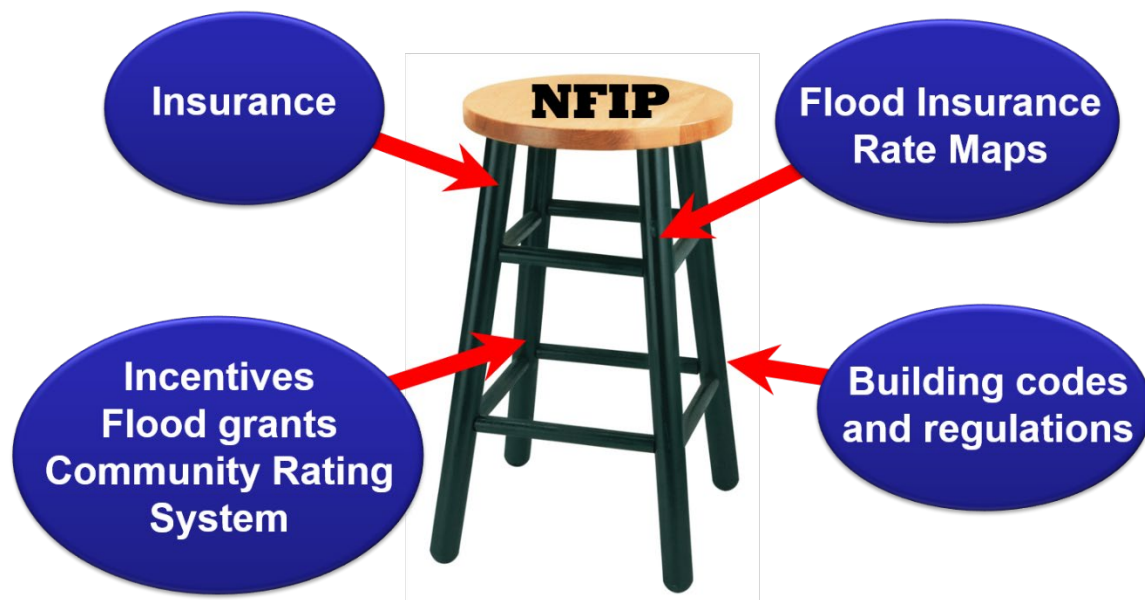 Insurance
NFIP
Flood Insurance
Rate Maps
Incentives
Flood grants
Community Rating
System
Building codes
and regulations